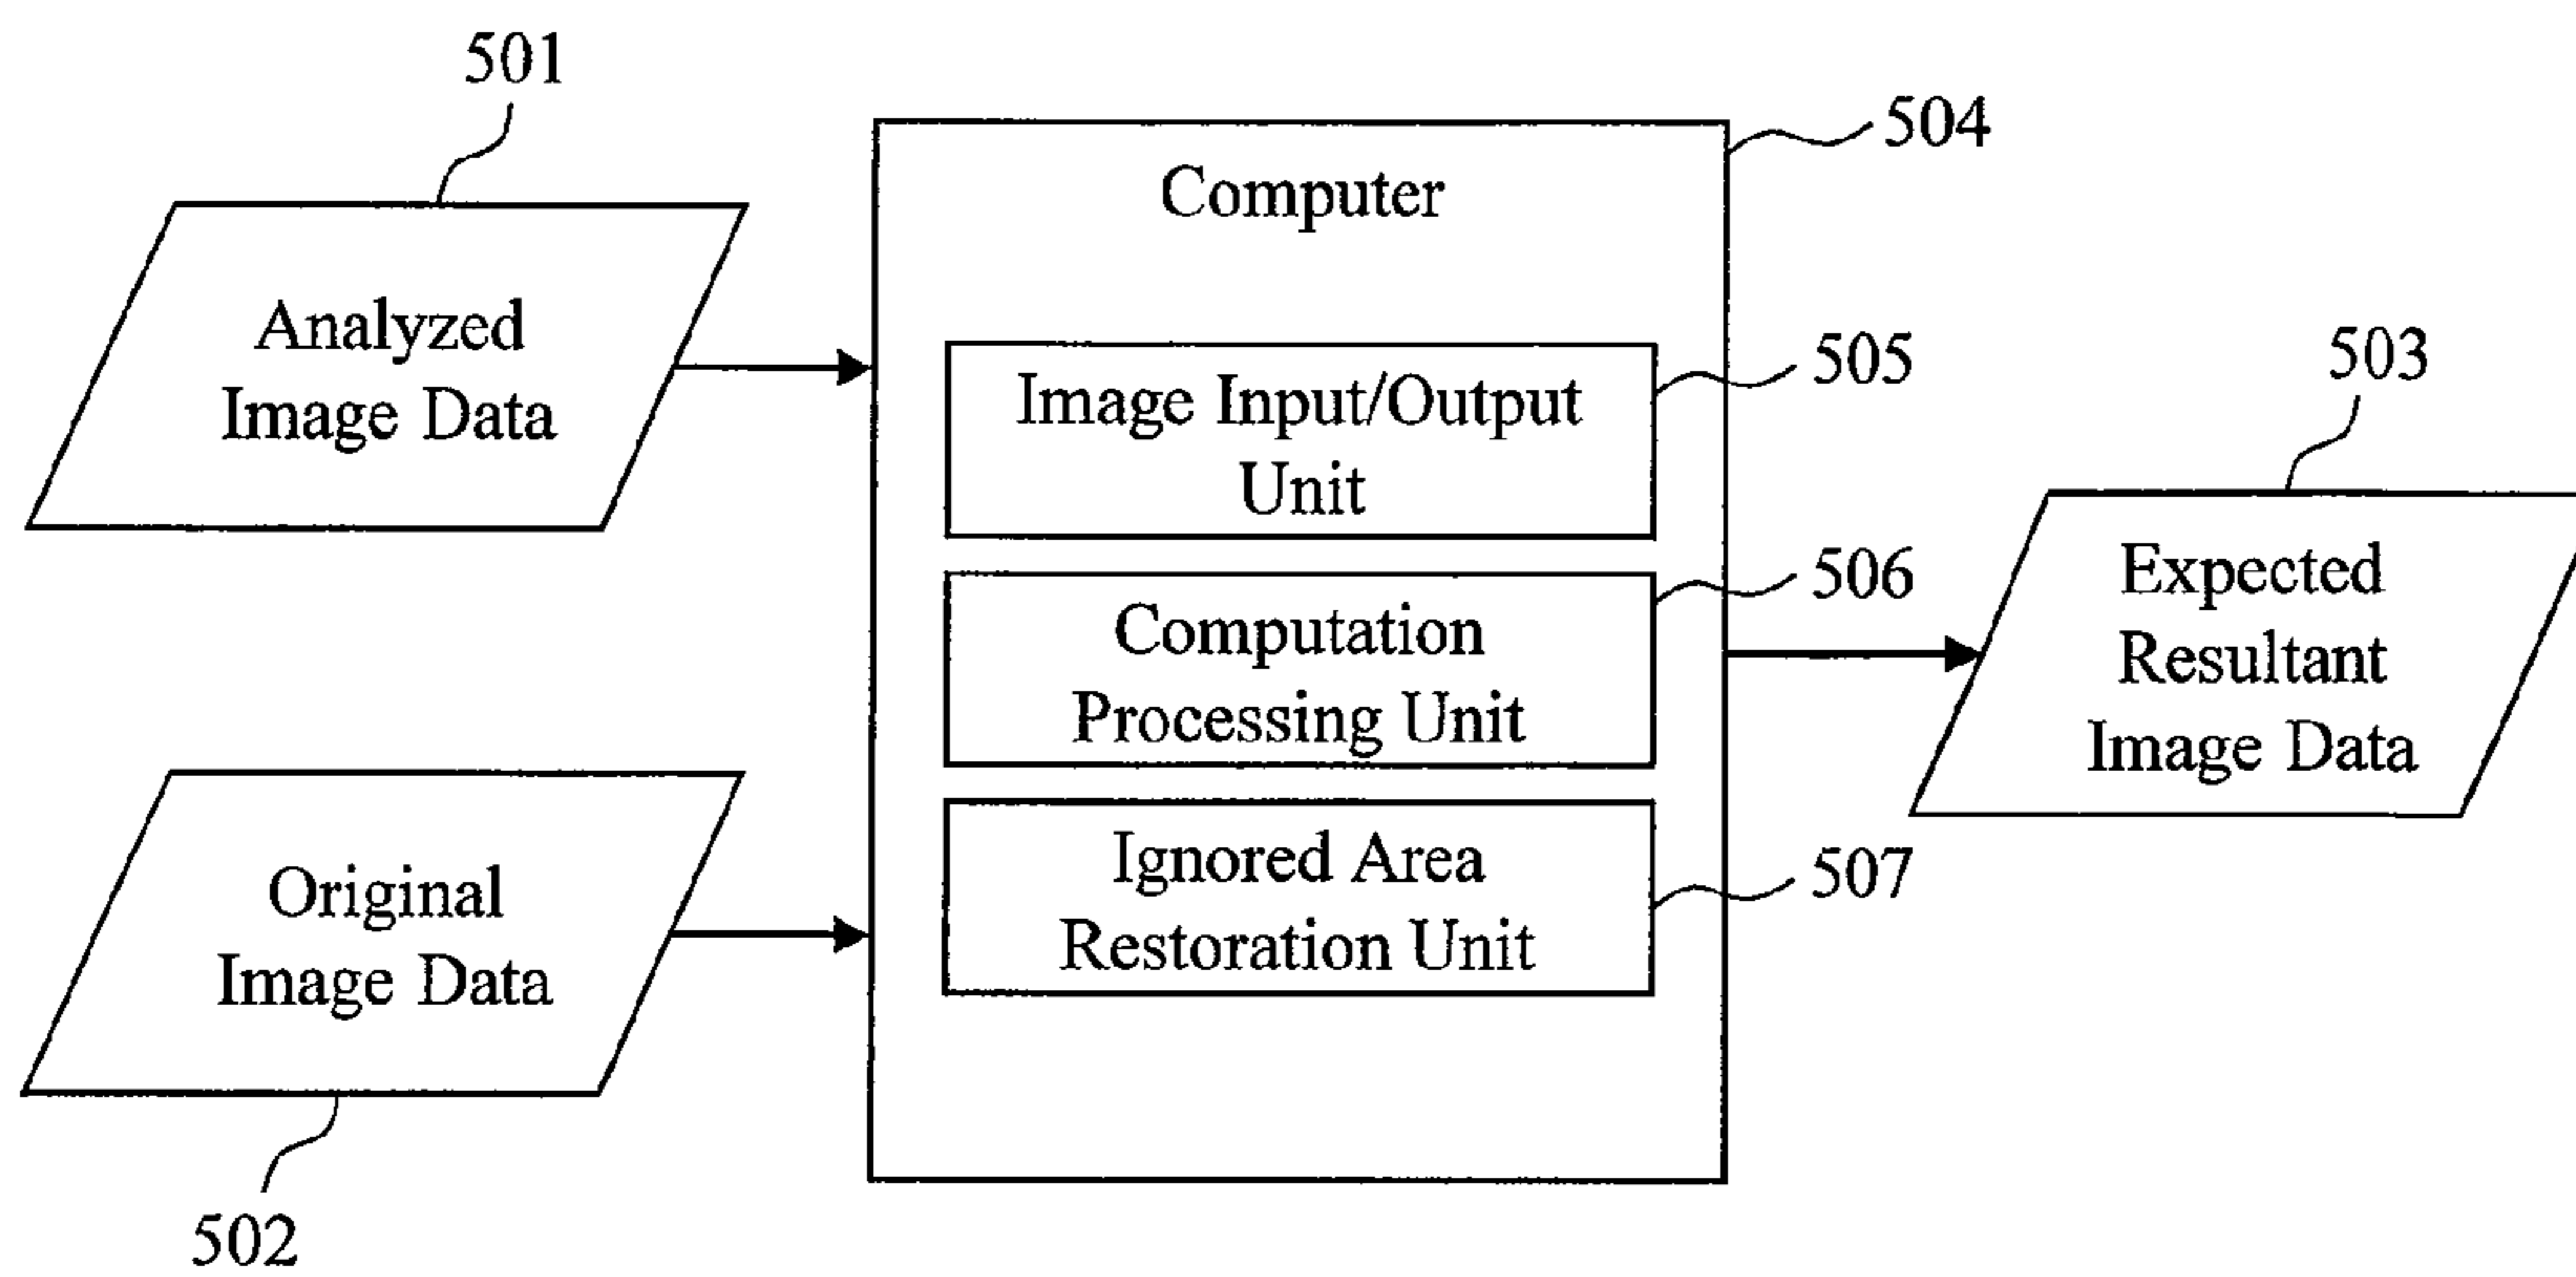 501
Analyzed
Image Data
502
Original
Image Data
504
Computer
505
Image Input/Output
Unit
506
Computation
Processing Unit
507
Ignored Area
Restoration Unit
503
Expected
Resultant
Image Data